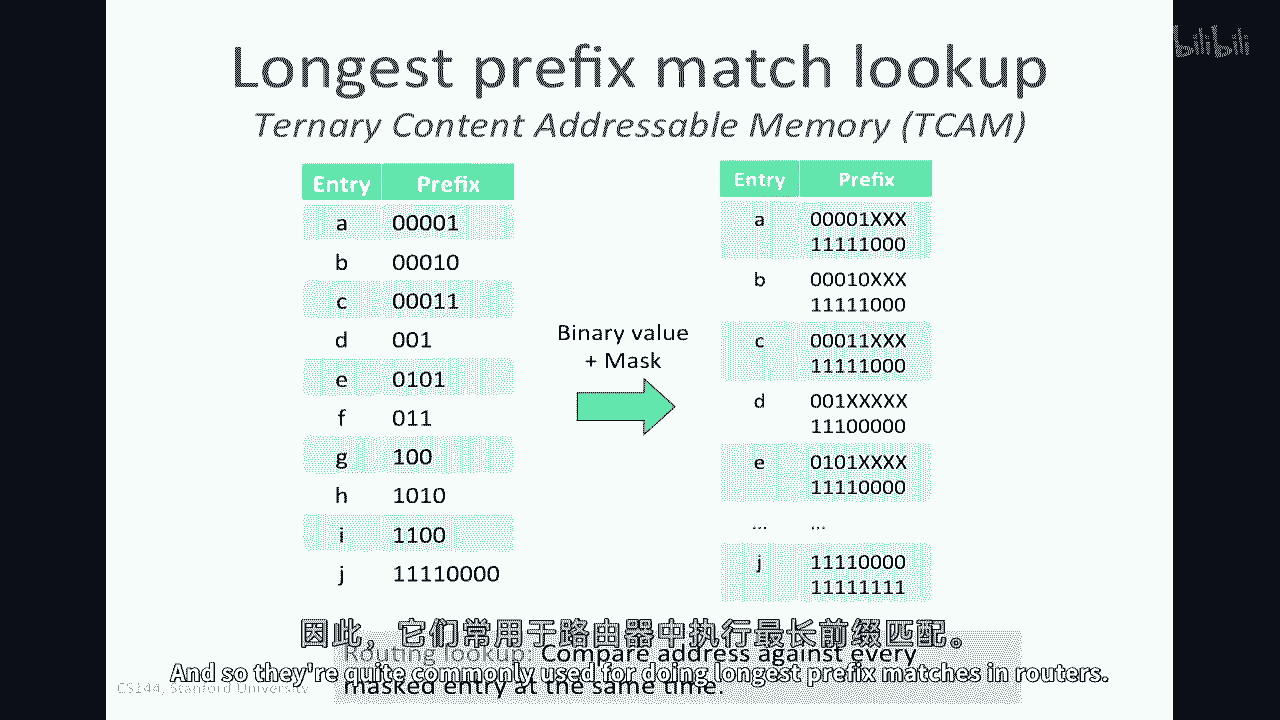 bilibili
Longest prefix match lookup
Ternary Content Addressable Memory (TCAM)
Entry Prefix
a 00001
b 00010
c 00011
d 001
e 0101
f 011
g 100
h 1010
i 1100
j 11110000
Binary value
+ Mask
Entry Prefix
a 00001XXX
11111000
b 00010XXX
11111000
c 00011XXX
11111000
d 001XXXXX
11100000
e 0101XXXX
11110000
... ...
j 11110000
11111111
因此，它们常用于路由器中执行最长前缀匹配。
Routing lookup: Compare address against every
And so they're quite commonly used for doing longest prefix matches in routers.
masked entry at the same time.
CS144, Stanford University